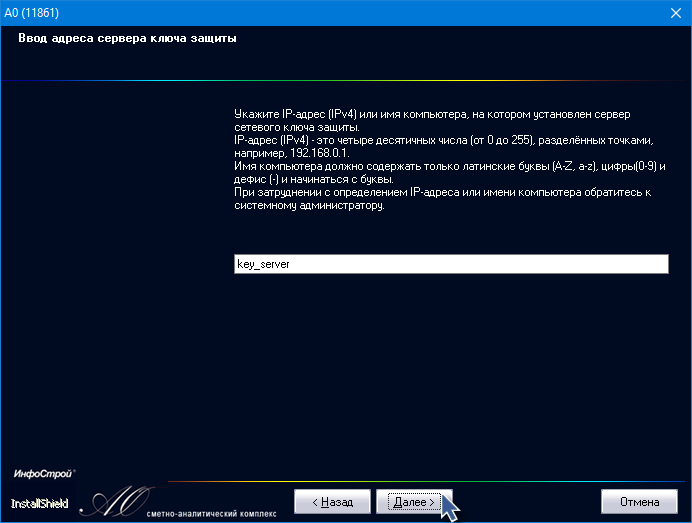 A0 (11861)
Ввод адреса сервера ключа защиты
Укажите IP-адрес (IPv4) или имя компьютера, на котором установлен сервер
сетевого ключа защиты.
IP-адрес (IPv4) - это четыре десятичных числа (от 0 до 255), разделённых точками,
например, 192.168.0.1.
Имя компьютера должно содержать только латинские буквы (A-Z, a-z), цифры(0-9) и
дефис (-) и начинаться с буквы.
При затруднии с определением IP-адреса или имени компьютера обратитесь к
системному администратору.
key_server
ИнфоСтрой
InstallShield
A0
сметно-аналитический комплекс
< Назад
Далее >
Отмена